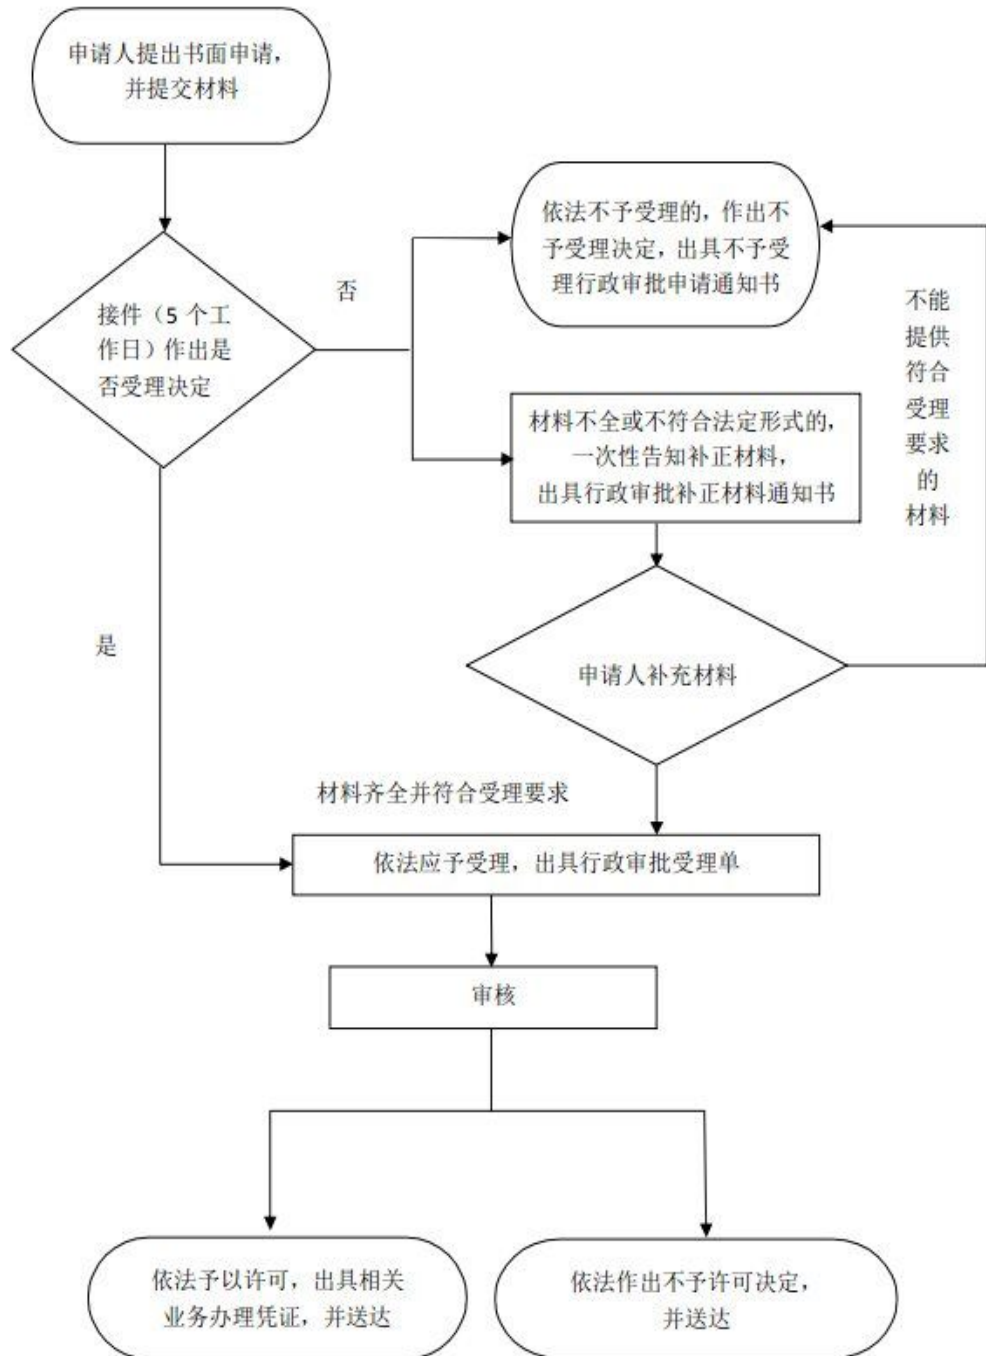 申请人提出书面申请，
并提交材料
依法不予受理的，作出不
予受理决定，出具不予受
理行政审批申请通知书
否
接件（5 个工
作日）作出是
否受理决定
不能
提供
符合
受理
要求
的
材料
材料不全或不符合法定形式的，
一次性告知补正材料，
出具行政审批补正材料通知书
是
申请人补充材料
材料齐全并符合受理要求
依法应予受理，出具行政审批受理单
审核
依法予以许可，出具相关
业务办理凭证，并送达
依法作出不予许可决定，
并送达